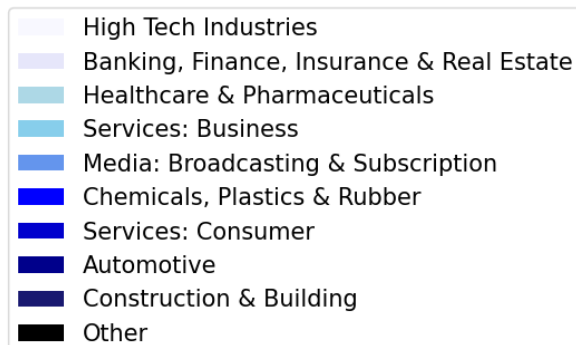 High Tech Industries
Banking, Finance, Insurance & Real Estate
Healthcare & Pharmaceuticals
Services: Business
Media: Broadcasting & Subscription
Chemicals, Plastics & Rubber
Services: Consumer
Automotive
Construction & Building
Other